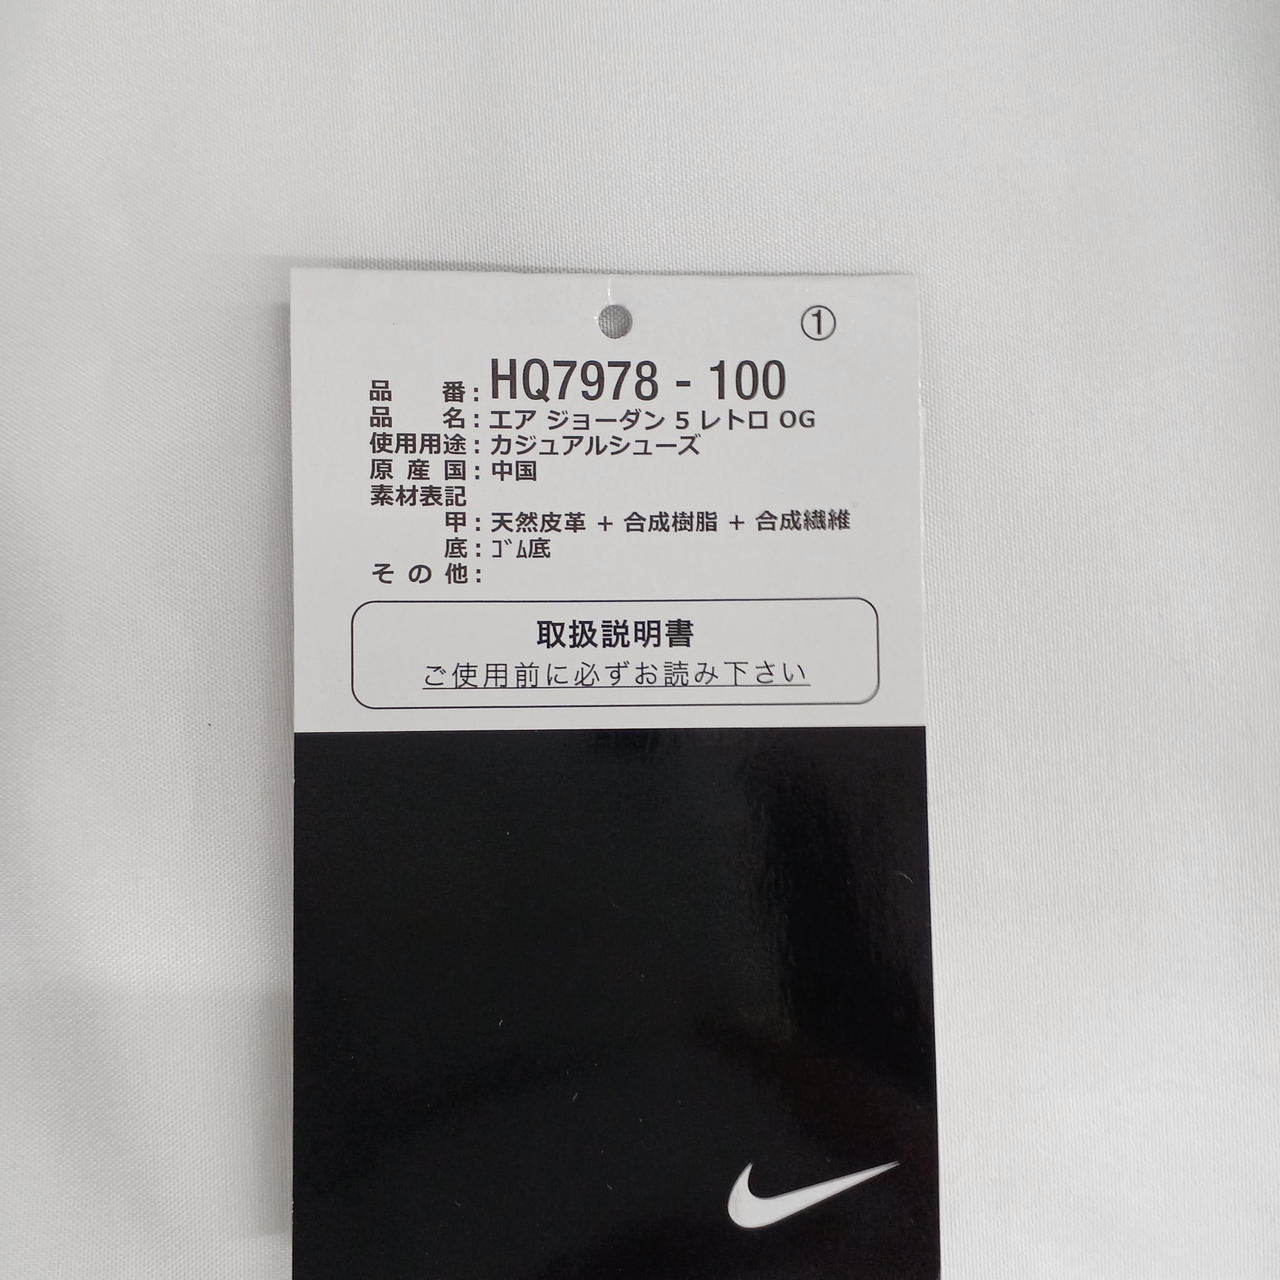 ①
品 番 : HQ7978 - 100
品 名 : エア ジョーダン 5 レトロ OG
使用用途 : カジュアルシューズ
原 産 国 : 中国
素材表記
甲 : 天然皮革 + 合成樹脂 + 合成繊維
底 : ｺﾞﾑ底
そ の 他 :
取扱説明書
ご使用前に必ずお読み下さい